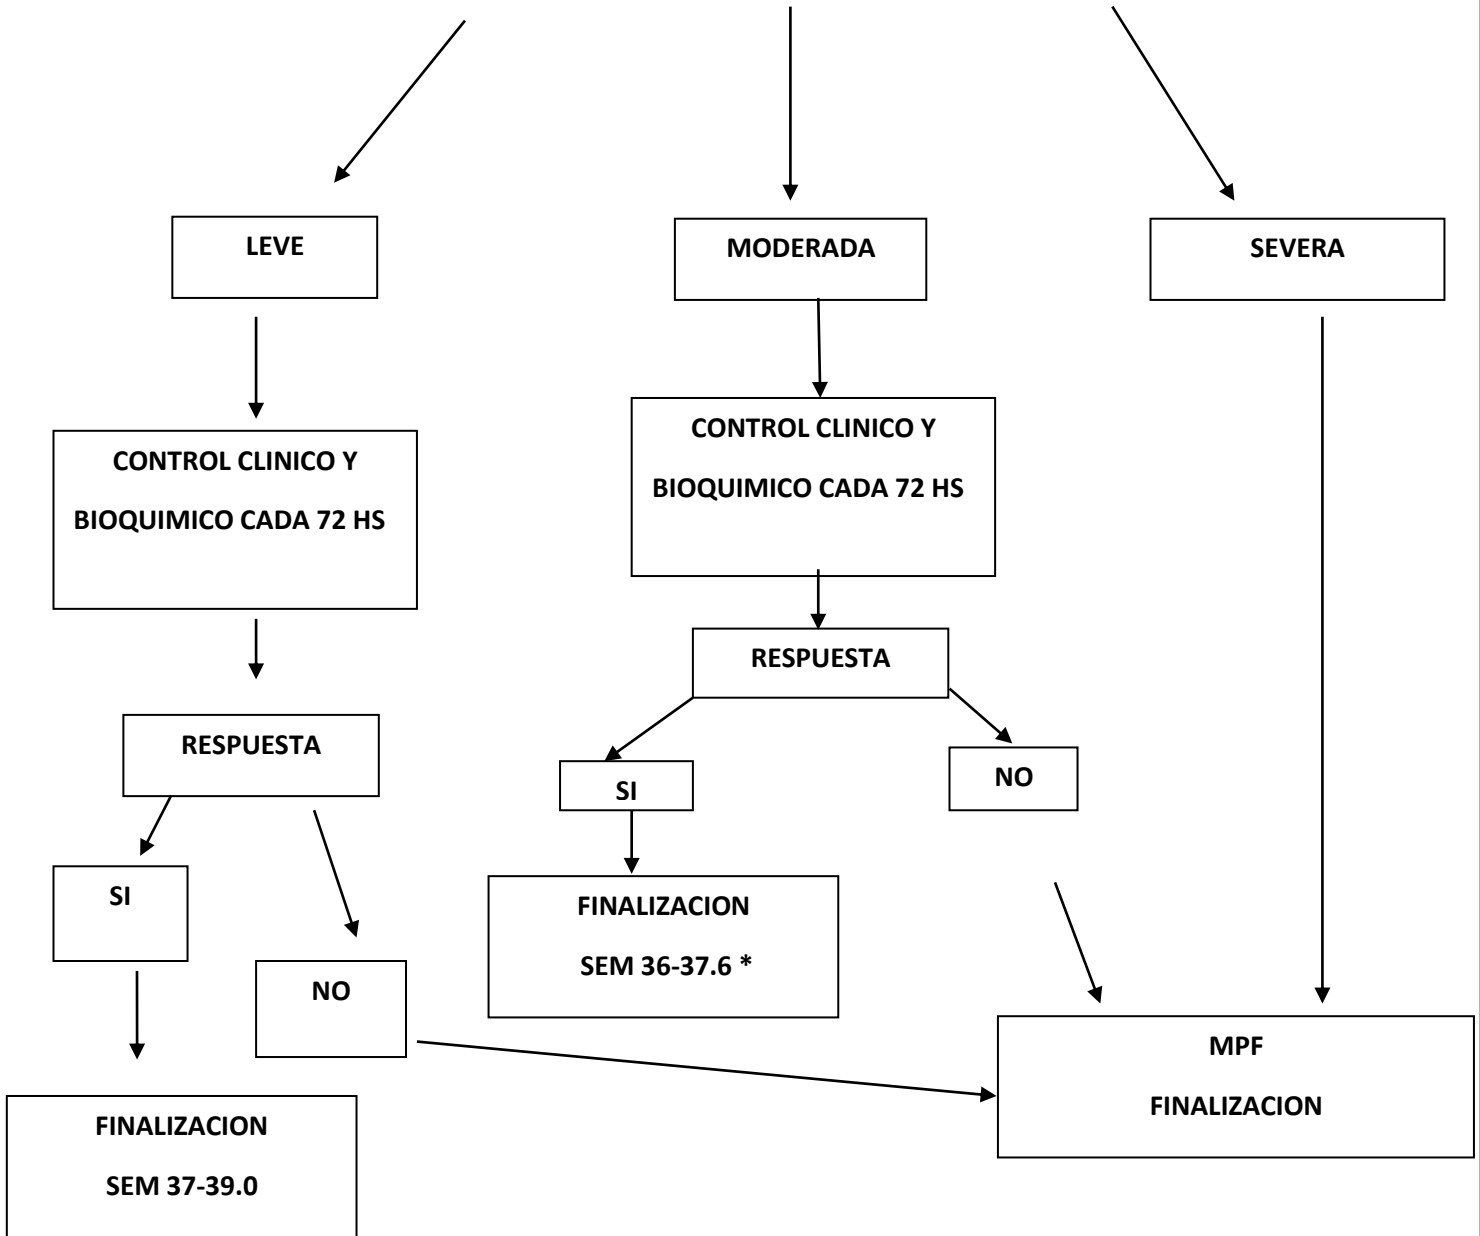 LEVE
MODERADA
SEVERA
CONTROL CLINICO Y
BIOQUIMICO CADA 72 HS
CONTROL CLINICO Y
BIOQUIMICO CADA 72 HS
RESPUESTA
RESPUESTA
SI
NO
SI
NO
FINALIZACION
SEM 36-37.6 *
MPF
FINALIZACION
FINALIZACION
SEM 37-39.0